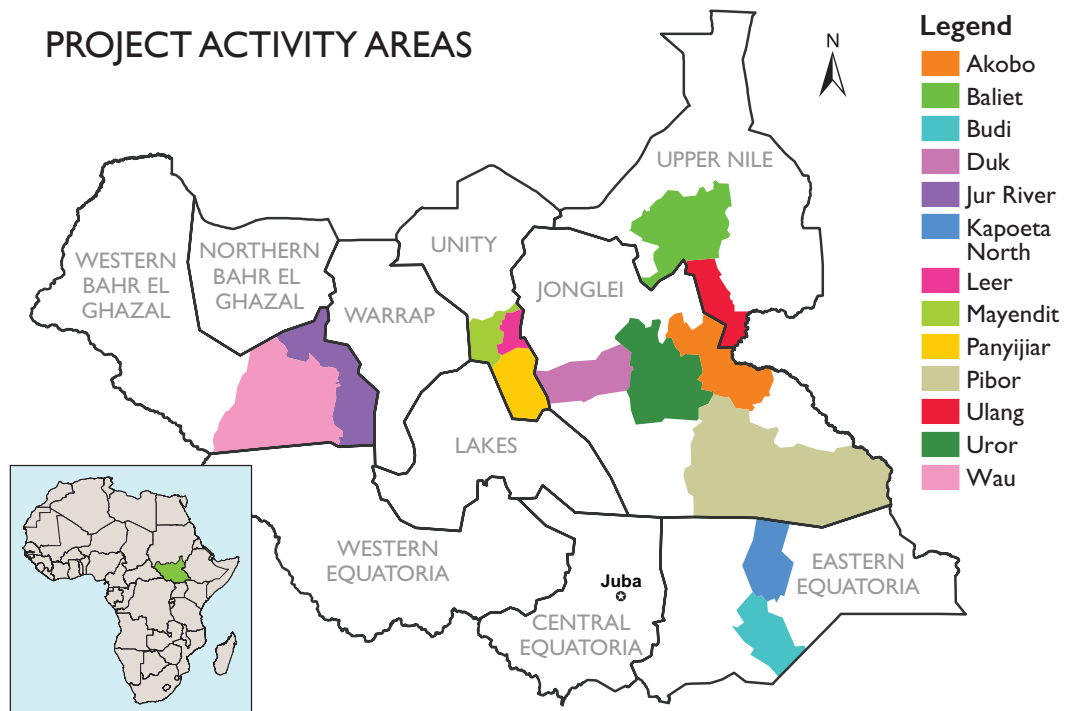 PROJECT ACTIVITY AREAS
N
Legend
Akobo
Baliet
Budi
Duk
Jur River
Kapoeta
North
Leer
Mayendit
Panyijiar
Pibor
Ulang
Uror
Wau
UPPER NILE
UNITY
NORTHERN
BAHR EL
GHAZAL
WESTERN
BAHR EL
GHAZAL
JONGLEI
WARRAP
LAKES
WESTERN
EQUATORIA
EASTERN
EQUATORIA
Juba
CENTRAL
EQUATORIA